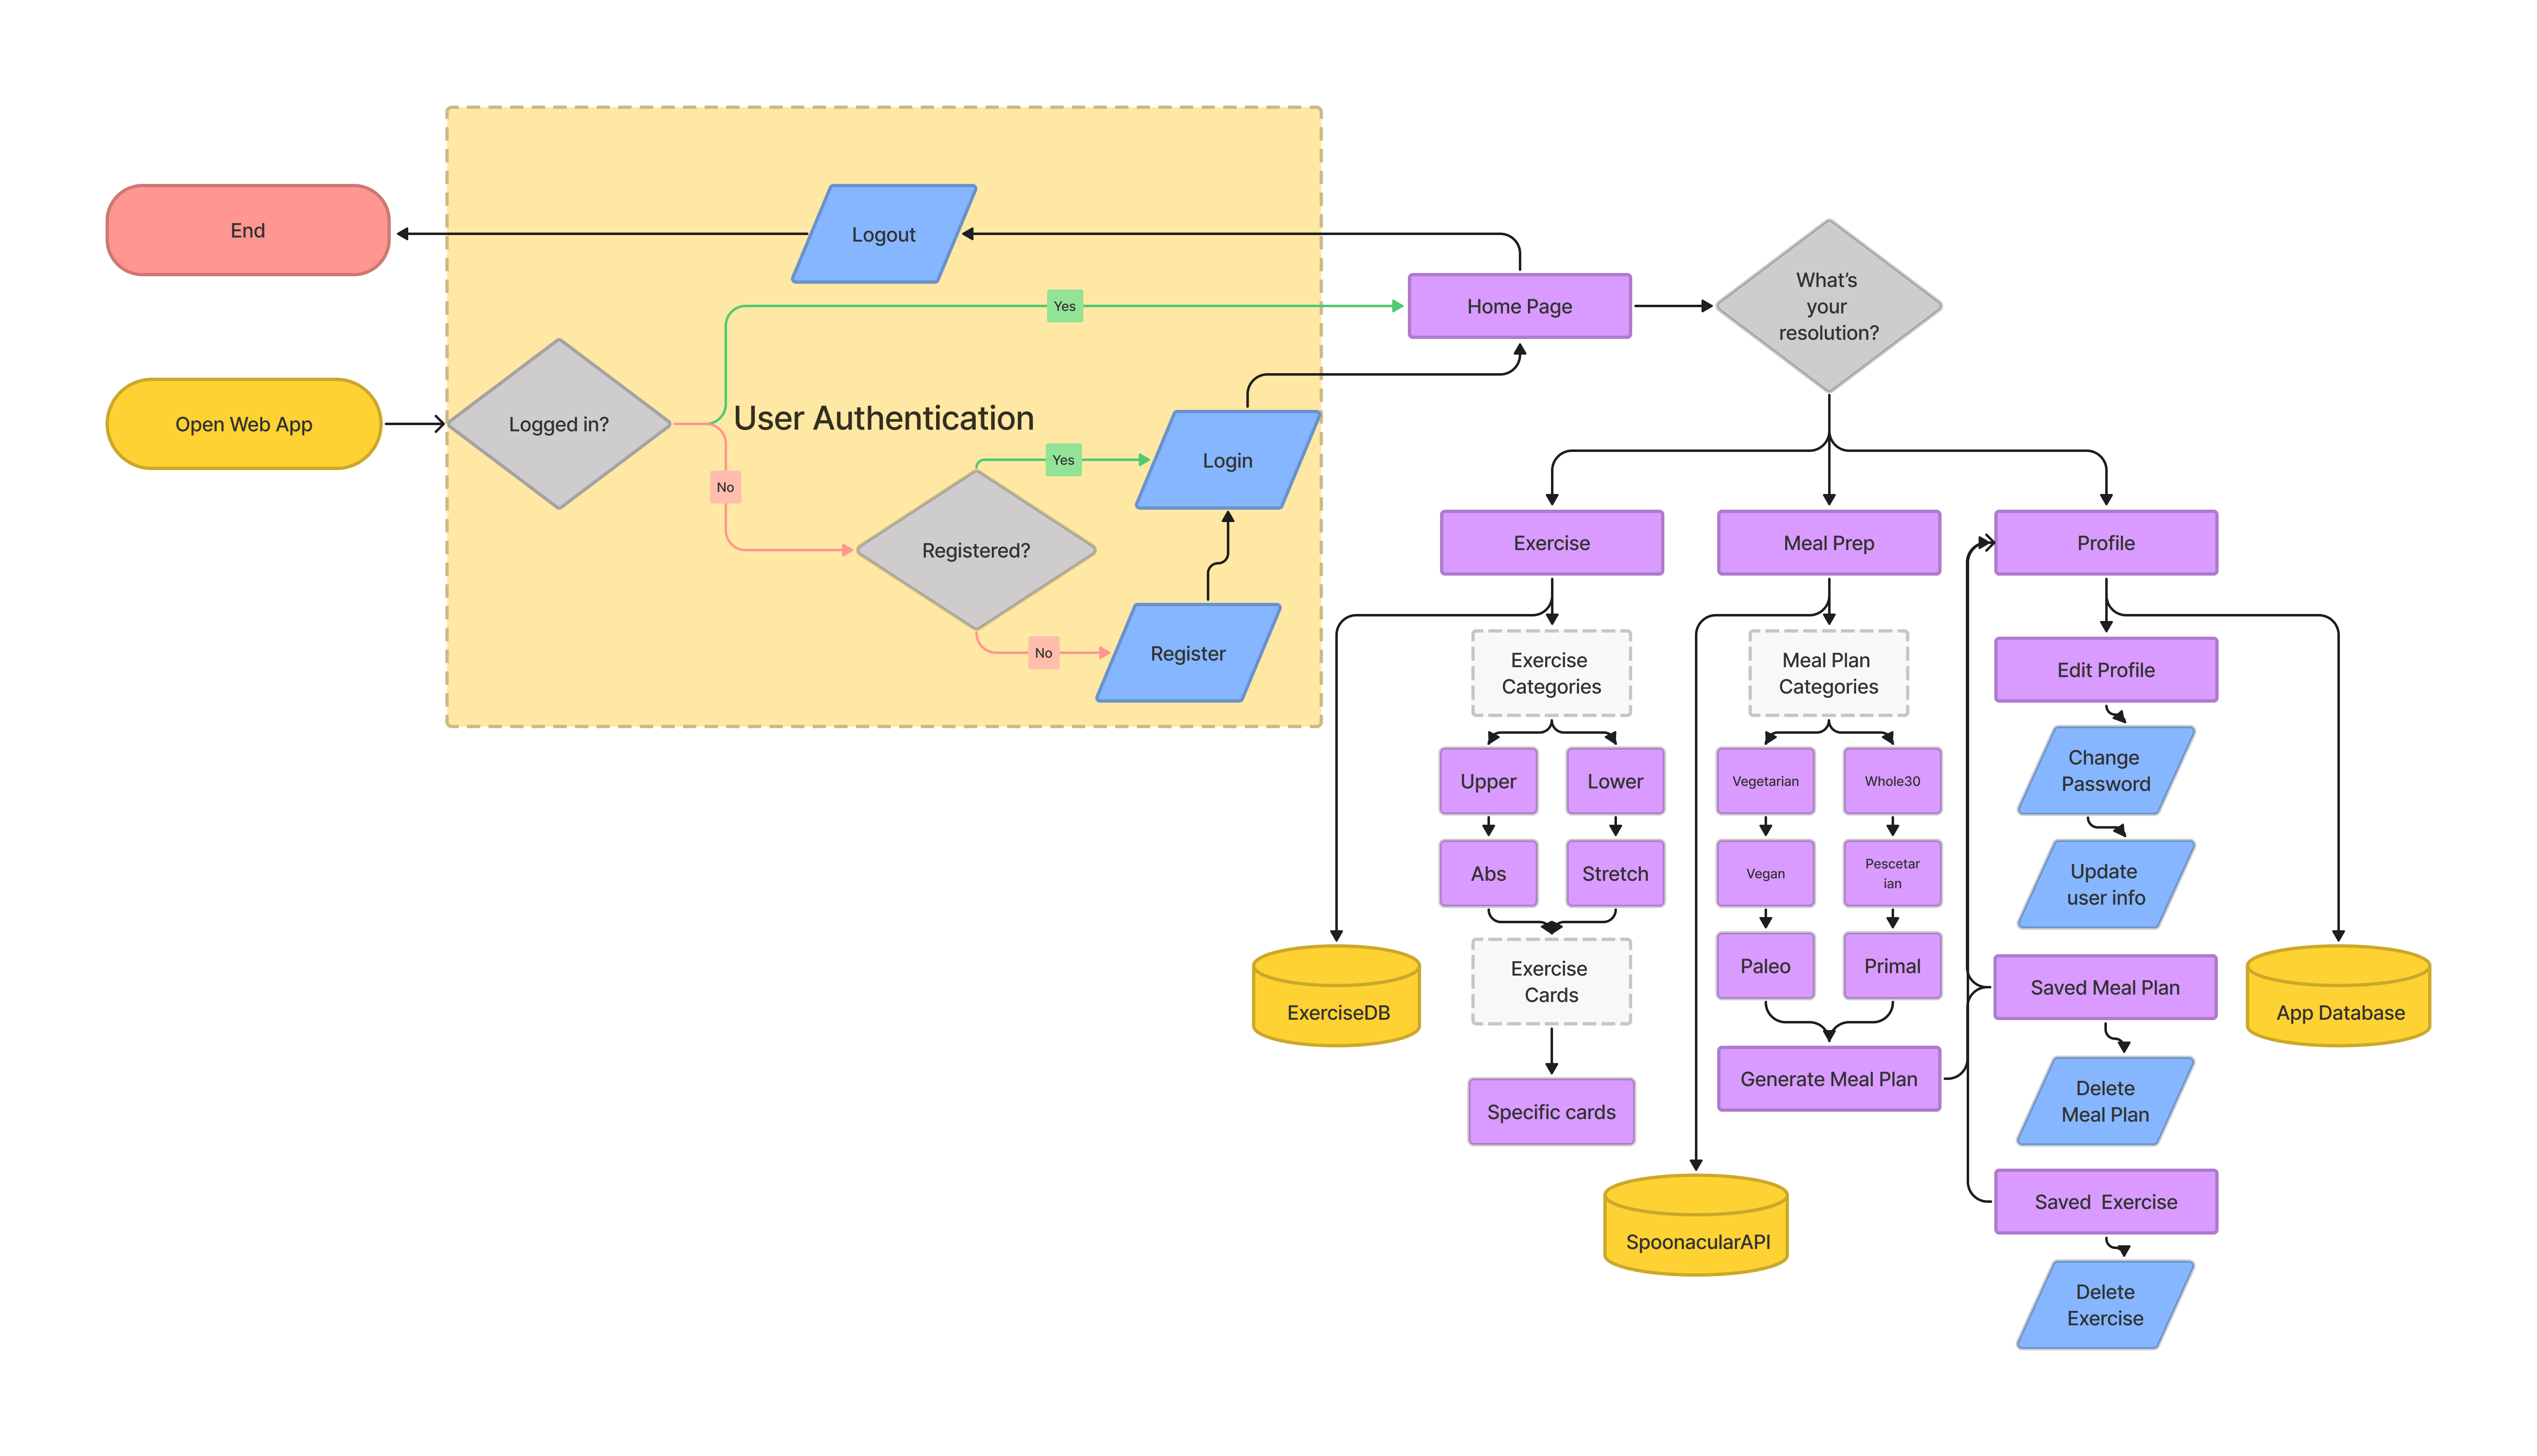 End
Logout
Home Page
What's
your
resolution?
Yes
Open Web App
Logged in?
User Authentication
Yes
Login
No
Registered?
No
Register
Exercise
Meal Prep
Profile
Exercise
Categories
Meal Plan
Categories
Edit Profile
Upper
Lower
Vegetarian
Whole30
Change
Password
Abs
Stretch
Vegan
Pescetar
ian
Update
user info
Exercise
Cards
Paleo
Primal
Saved Meal Plan
ExerciseDB
App Database
Generate Meal Plan
Specific cards
Delete
Meal Plan
Saved  Exercise
SpoonacularAPI
Delete
Exercise